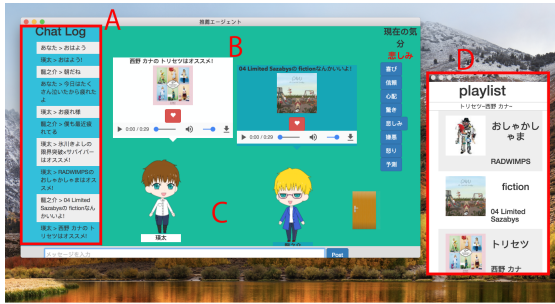 A
B
C
D
推薦エージェント
Chat Log
あなた > おはよう
瑛太 > おはよう!
龍之介 > 朝だね
あなた > 今日はたく
さん泣いたから疲れた
よ
瑛太 > お疲れ様
龍之介 > 僕も最近疲
れてる
瑛太 > 氷川きよしの
限界突破×サバイバー
はオススメ!
瑛太 > RADWIMPSの
おしゃかしゃまはオス
スメ!
龍之介 > 04 Limited
Sazabysの fictionなん
かいいよ!
瑛太 > 西野 カナの ト
リセツはオススメ!
西野 カナの トリセツはオススメ!
0:00 / 0:29
04 Limited Sazabysの fictionなんかいいよ!
0:00 / 0:29
瑛太
メッセージを入力
Post
現在の気
分
悲しみ
喜び
信頼
心配
驚き
悲しみ
嫌悪
怒り
予測
playlist
トリセツ~西野 カナ~
おしゃかし
ゃま
RADWIMPS
fiction
04 Limited
Sazabys
トリセツ
西野 カナ